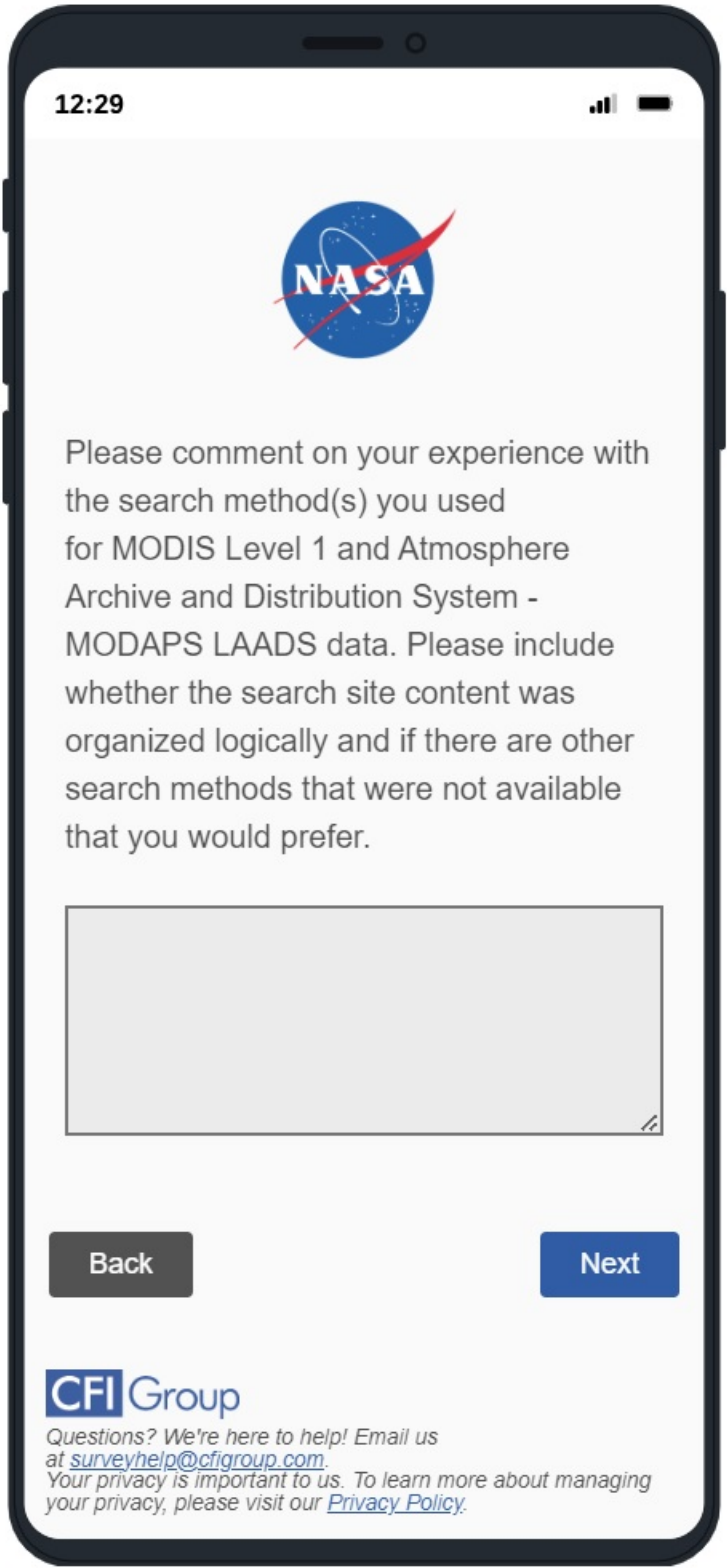 12:29
NASA
Please comment on your experience with
the search method(s) you used
for MODIS Level 1 and Atmosphere
Archive and Distribution System -
MODAPS LAADS data. Please include
whether the search site content was
organized logically and if there are other
search methods that were not available
that you would prefer.
Back
Next
CFI Group
Questions? We're here to help! Email us
at surveyhelp@cfigroup.com.
Your privacy is important to us. To learn more about managing
your privacy, please visit our Privacy Policy.